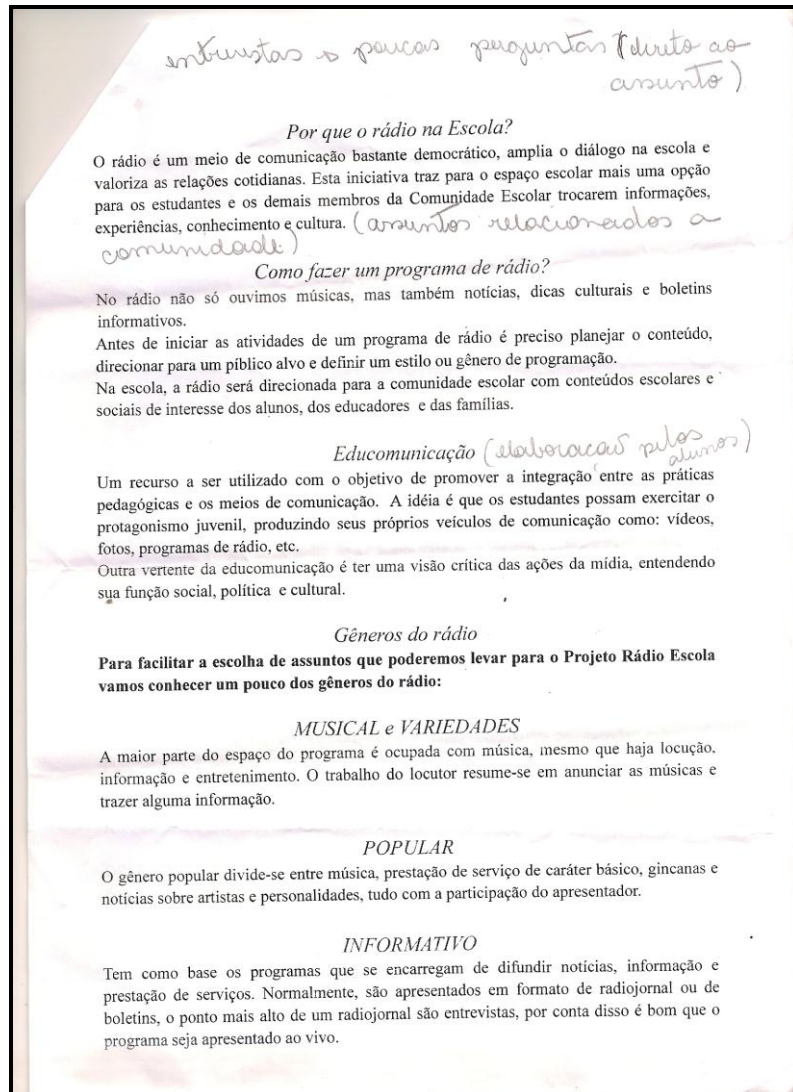 entrevistas → poucas perguntas (direto ao
assunto)
Por que o rádio na Escola?
O rádio é um meio de comunicação bastante democrático, amplia o diálogo na escola e
valoriza as relações cotidianas. Esta iniciativa traz para o espaço escolar mais uma opção
para os estudantes e os demais membros da Comunidade Escolar trocarem informações,
experiências, conhecimento e cultura. (assuntos relacionados a
comunidade)
Como fazer um programa de rádio?
No rádio não só ouvimos músicas, mas também notícias, dicas culturais e boletins
informativos.
Antes de iniciar as atividades de um programa de rádio é preciso planejar o conteúdo,
direcionar para um píblico alvo e definir um estilo ou gênero de programação.
Na escola, a rádio será direcionada para a comunidade escolar com conteúdos escolares e
sociais de interesse dos alunos, dos educadores e das famílias.
Educomunicação (elaboracaõ pelos
alunos)
Um recurso a ser utilizado com o objetivo de promover a integração entre as práticas
pedagógicas e os meios de comunicação. A idéia é que os estudantes possam exercitar o
protagonismo juvenil, produzindo seus próprios veículos de comunicação como: vídeos,
fotos, programas de rádio, etc.
Outra vertente da educomunicação é ter uma visão crítica das ações da mídia, entendendo
sua função social, política e cultural.
Gêneros do rádio
Para facilitar a escolha de assuntos que poderemos levar para o Projeto Rádio Escola
vamos conhecer um pouco dos gêneros do rádio:
MUSICAL e VARIEDADES
A maior parte do espaço do programa é ocupada com música, mesmo que haja locução,
informação e entretenimento. O trabalho do locutor resume-se em anunciar as músicas e
trazer alguma informação.
POPULAR
O gênero popular divide-se entre música, prestação de serviço de caráter básico, gincanas e
notícias sobre artistas e personalidades, tudo com a participação do apresentador.
INFORMATIVO
Tem como base os programas que se encarregam de difundir notícias, informação e
prestação de serviços. Normalmente, são apresentados em formato de radiojornal ou de
boletins, o ponto mais alto de um radiojornal são entrevistas, por conta disso é bom que o
programa seja apresentado ao vivo.